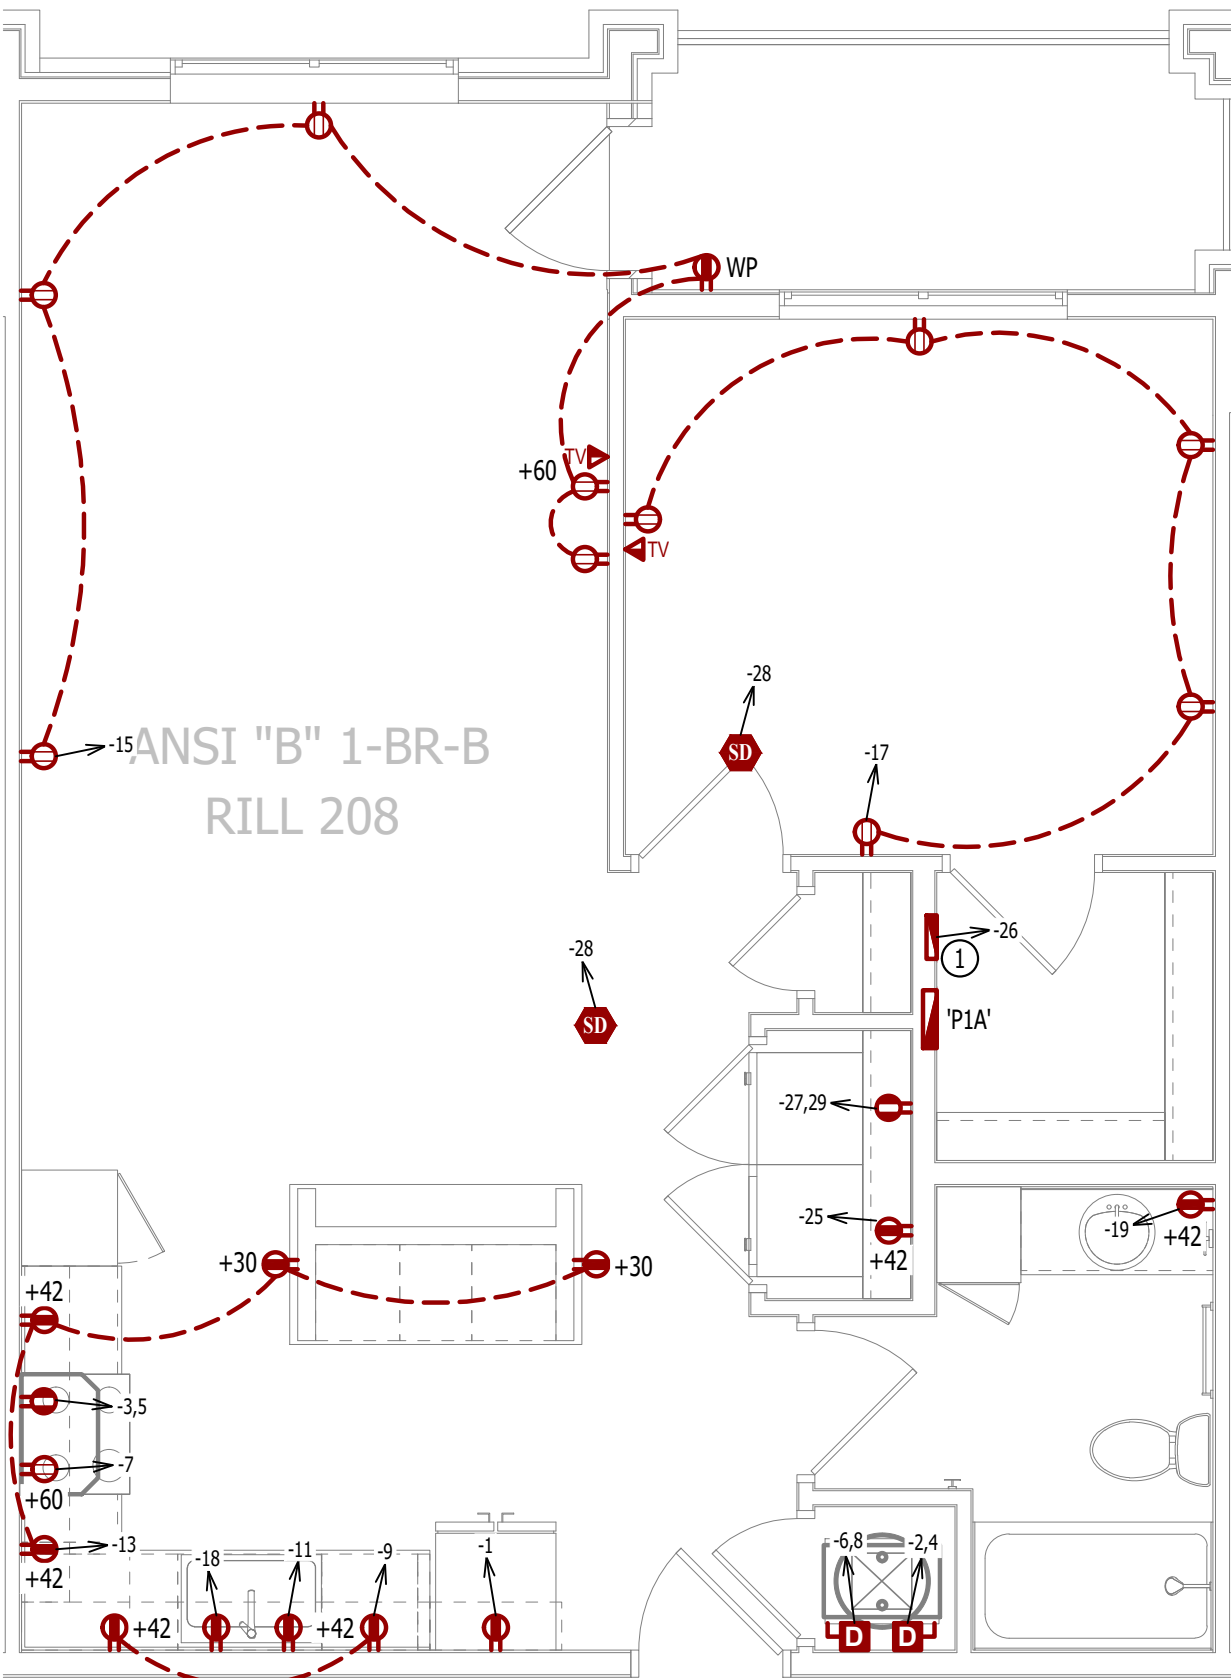 WP
TV
+60
TV
-28
SD
-15
ANSI "B" 1-BR-B
RILL 208
-17
-26
1
-28
SD
'P1A'
-27,29
-25
+42
-19
+42
+30
+30
+42
-3,5
-7
+60
-13
+42
-18
-11
-9
-1
+42
+42
-6,8
-2,4
D
D